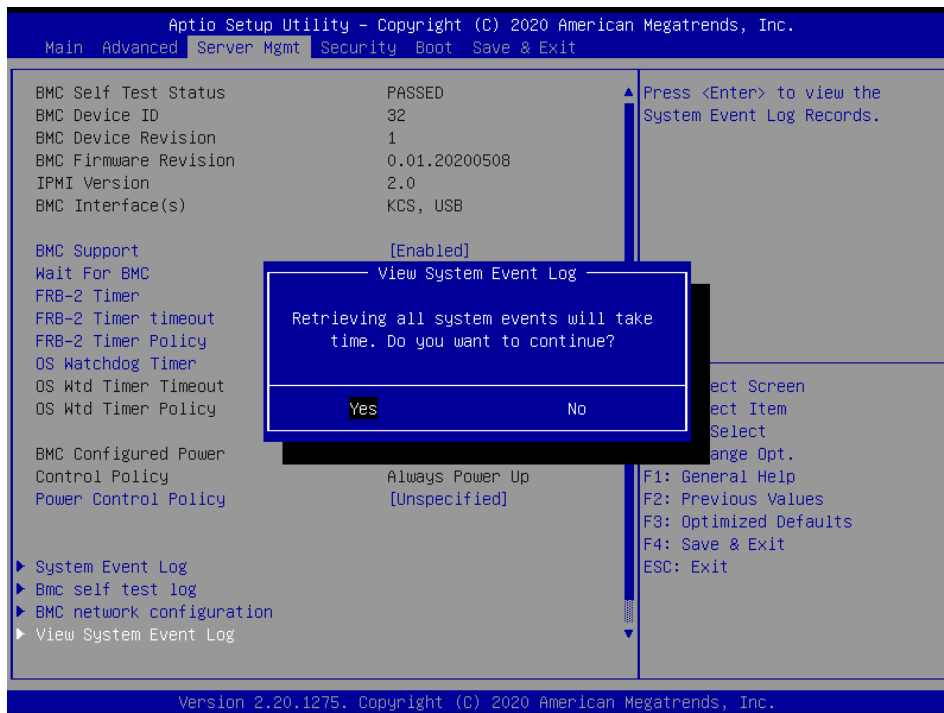 Aptio Setup Utility – Copyright (C) 2020 American Megatrends, Inc.
Main Advanced Server Mgmt Security Boot Save & Exit
BMC Self Test Status PASSED
BMC Device ID 32
BMC Device Revision 1
BMC Firmware Revision 0.01.20200508
IPMI Version 2.0
BMC Interface(s) KCS, USB
BMC Support [Enabled]
Wait For BMC
FRB-2 Timer
FRB-2 Timer timeout
FRB-2 Timer Policy
OS Watchdog Timer
OS Wtd Timer Timeout
OS Wtd Timer Policy
BMC Configured Power
Control Policy Always Power Up
Power Control Policy [Unspecified]
System Event Log
Bmc self test log
BMC network configuration
View System Event Log
View System Event Log
Retrieving all system events will take
time. Do you want to continue?
Yes No
Press <Enter> to view the
System Event Log Records.
ect Screen
ect Item
Select
ange Opt.
F1: General Help
F2: Previous Values
F3: Optimized Defaults
F4: Save & Exit
ESC: Exit
Version 2.20.1275. Copyright (C) 2020 American Megatrends, Inc.